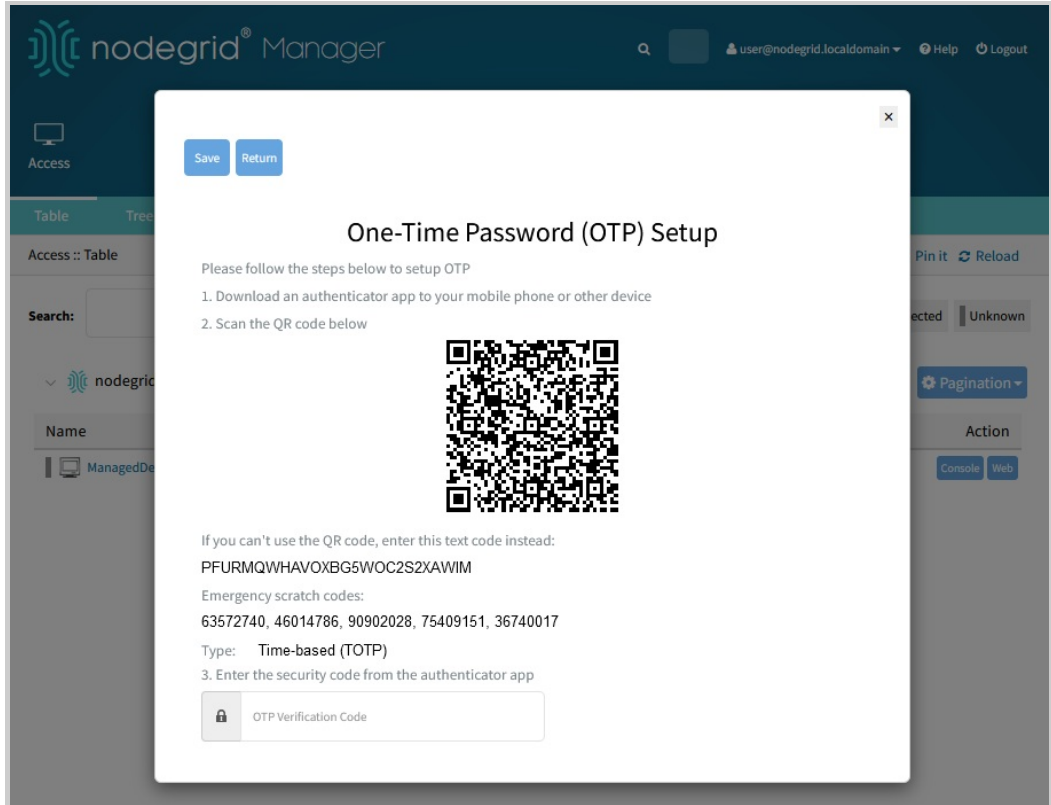 nodegrid® Manager
user@nodegrid.localdomain
Help
Logout
Access
Save
Return
Table
Tree
One-Time Password (OTP) Setup
Access :: Table
Pin it
Reload
Please follow the steps below to setup OTP
1. Download an authenticator app to your mobile phone or other device
Search:
2. Scan the QR code below
ected
Unknown
nodegric
Pagination
Name
Action
ManagedDe
Console
Web
If you can't use the QR code, enter this text code instead:
PFURMQWHAVOXBG5WOC2S2XAWIM
Emergency scratch codes:
63572740, 46014786, 90902028, 75409151, 36740017
Type: Time-based (TOTP)
3. Enter the security code from the authenticator app
OTP Verification Code